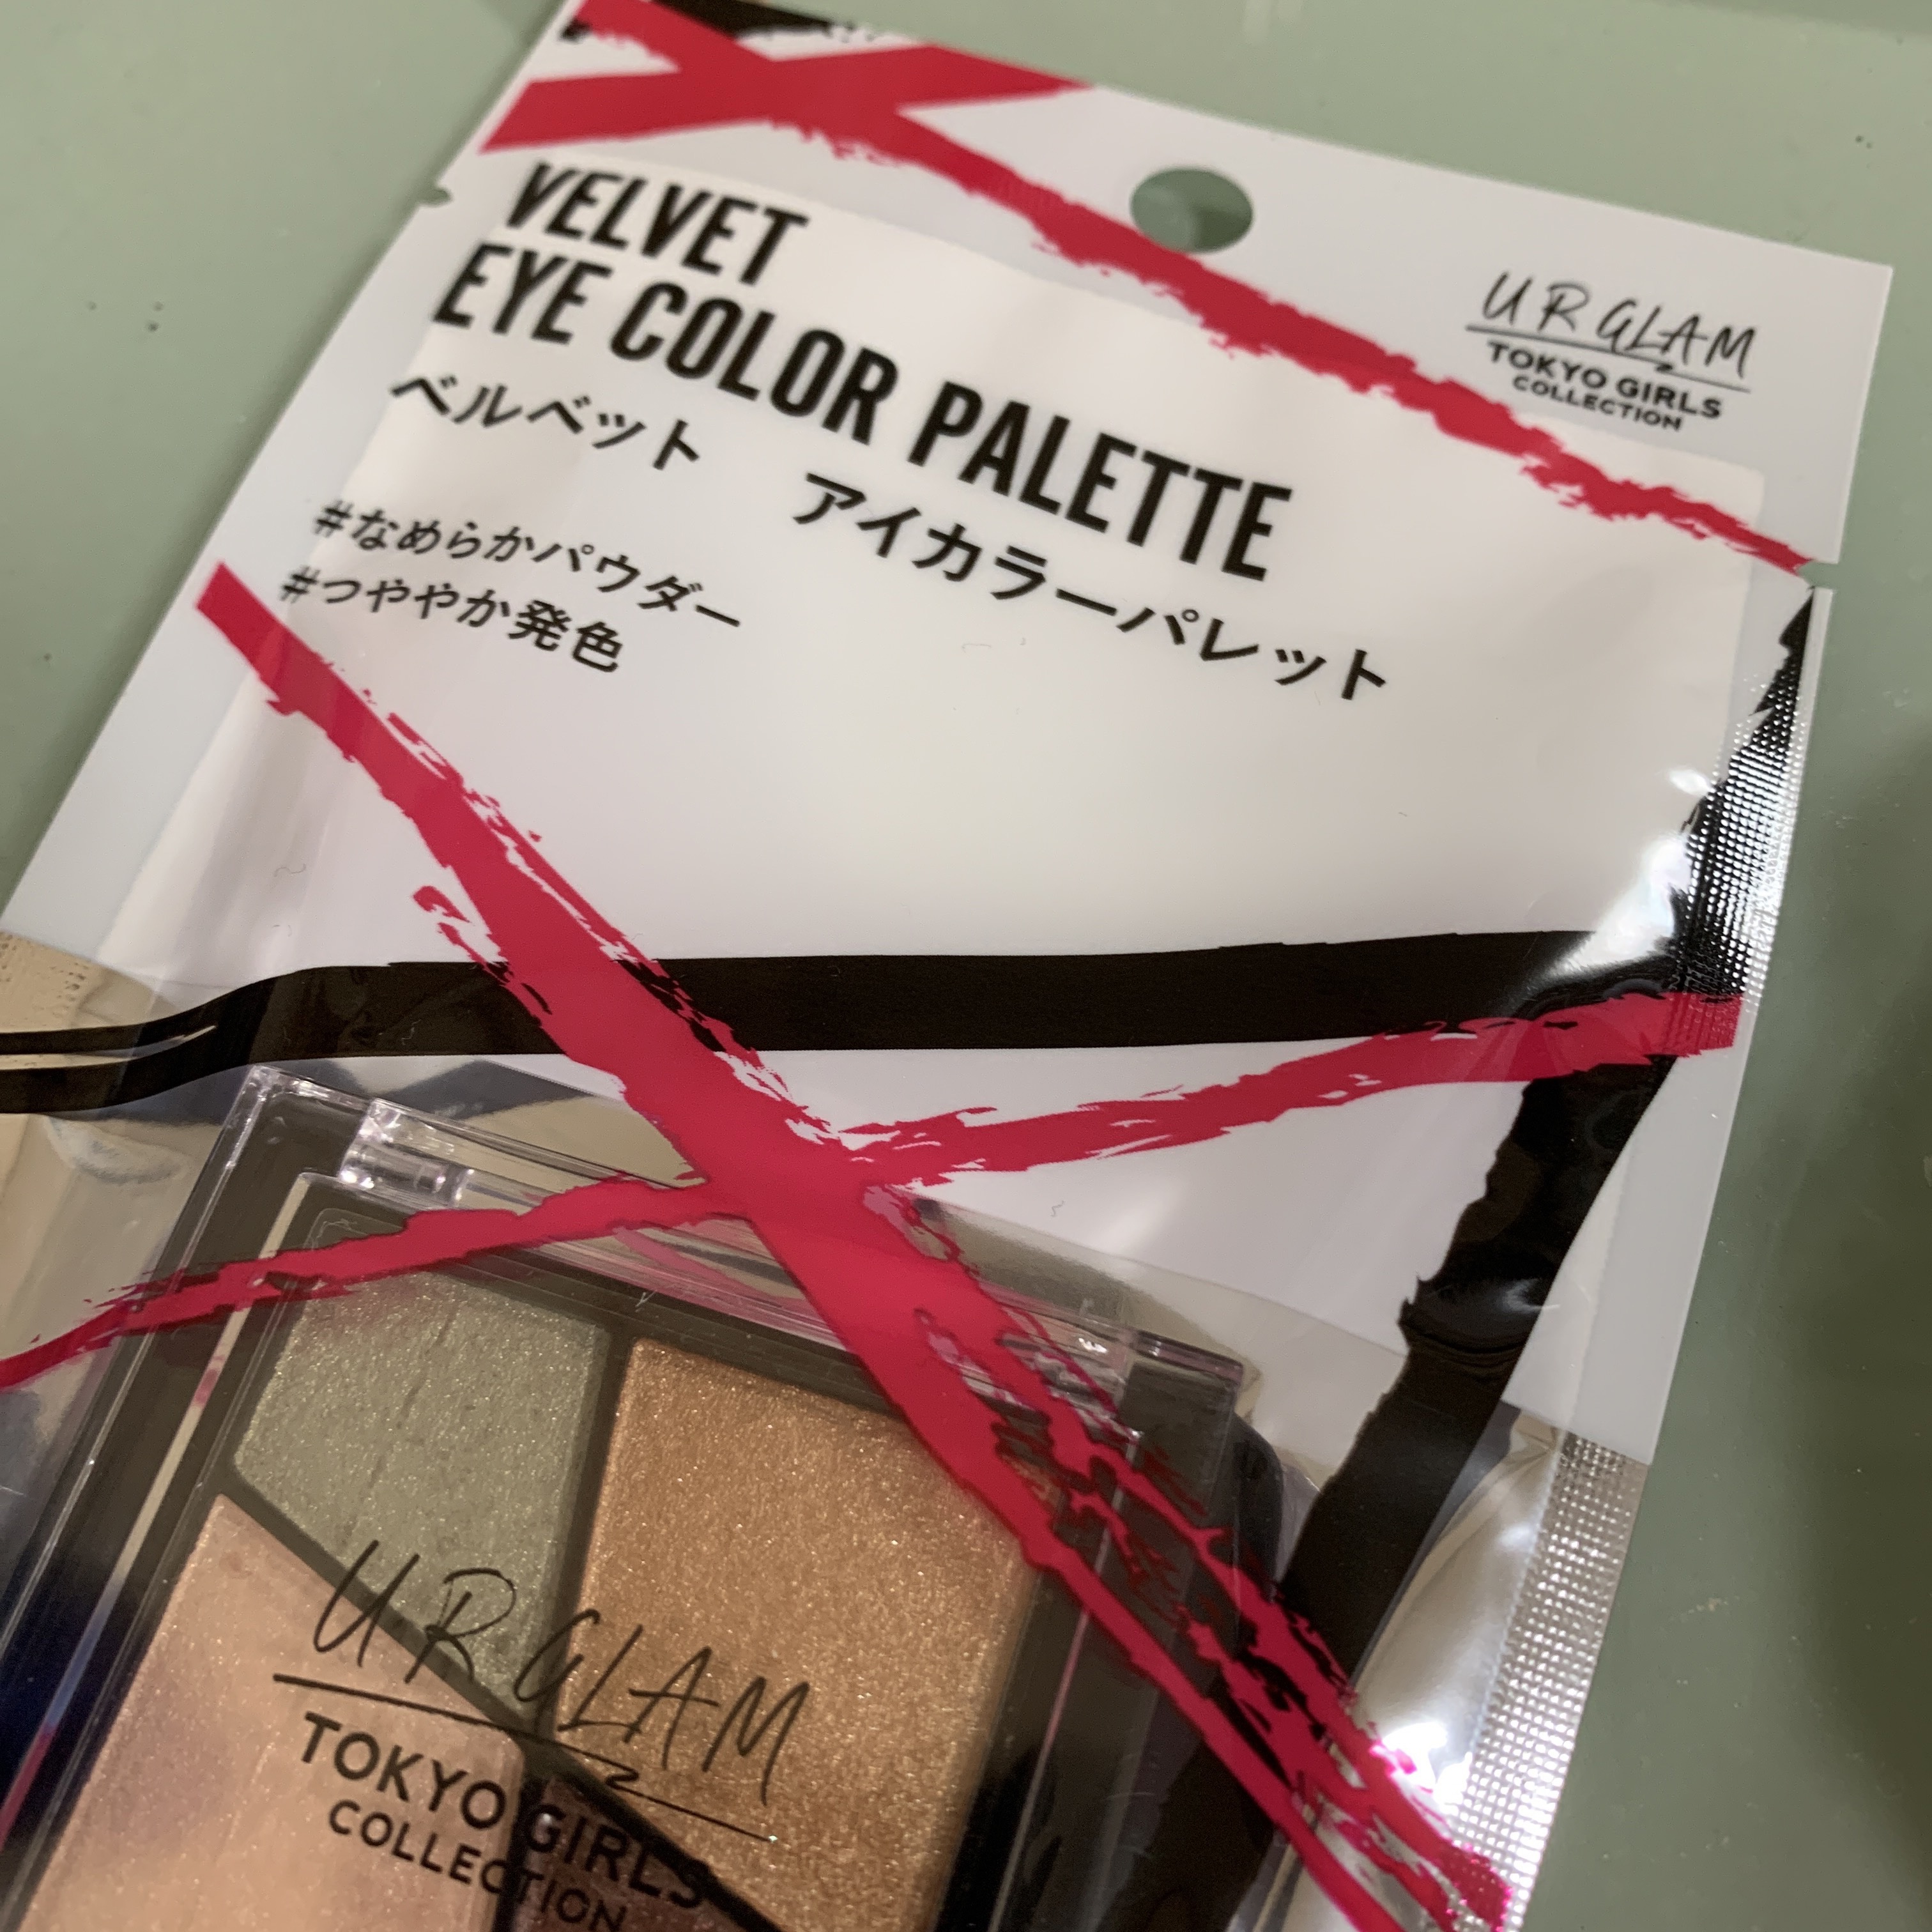 VELVET
EYE COLOR PALETTE
ベルベット　アイカラーパレット
#なめらかパウダー
#つややか発色
U R GLAM
TOKYO GIRLS
COLLECTION
U R GLAM
TOKYO GIRLS
COLLECTION